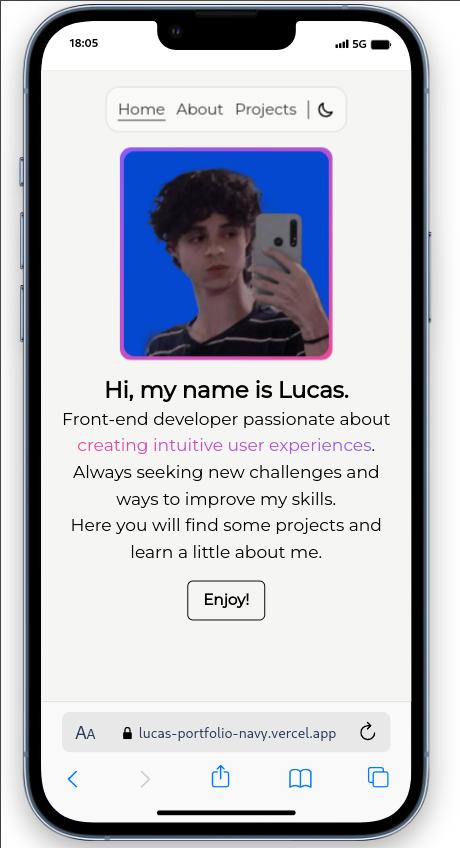 18:05
5G
Home About Projects
Hi, my name is Lucas.
Front-end developer passionate about
creating intuitive user experiences.
Always seeking new challenges and
ways to improve my skills.
Here you will find some projects and
learn a little about me.
Enjoy!
AA lucas-portfolio-navy.vercel.app